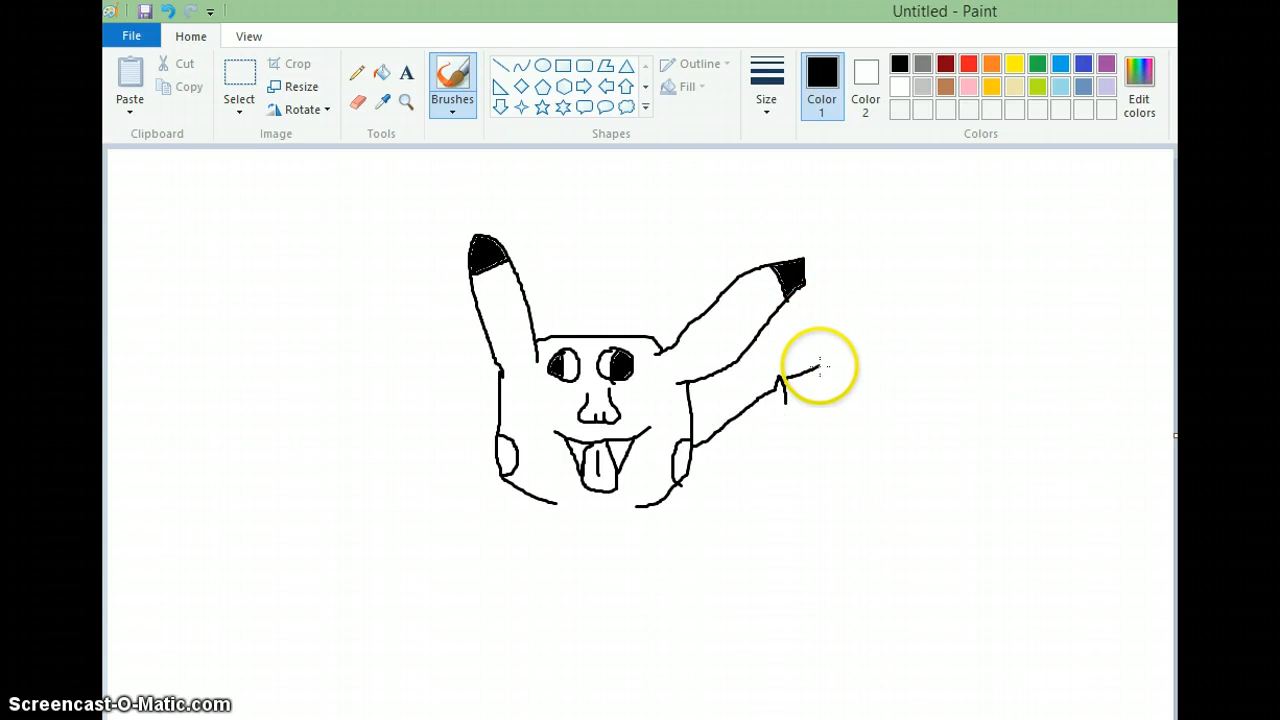 Untitled - Paint
File Home View
Paste
Cut
Copy
Clipboard
Select
Crop
Resize
Rotate
Image
A
Tools
Brushes
Outline
Fill
Shapes
Size
Color 1
Color 2
Edit colors
Colors
Screencast-O-Matic.com